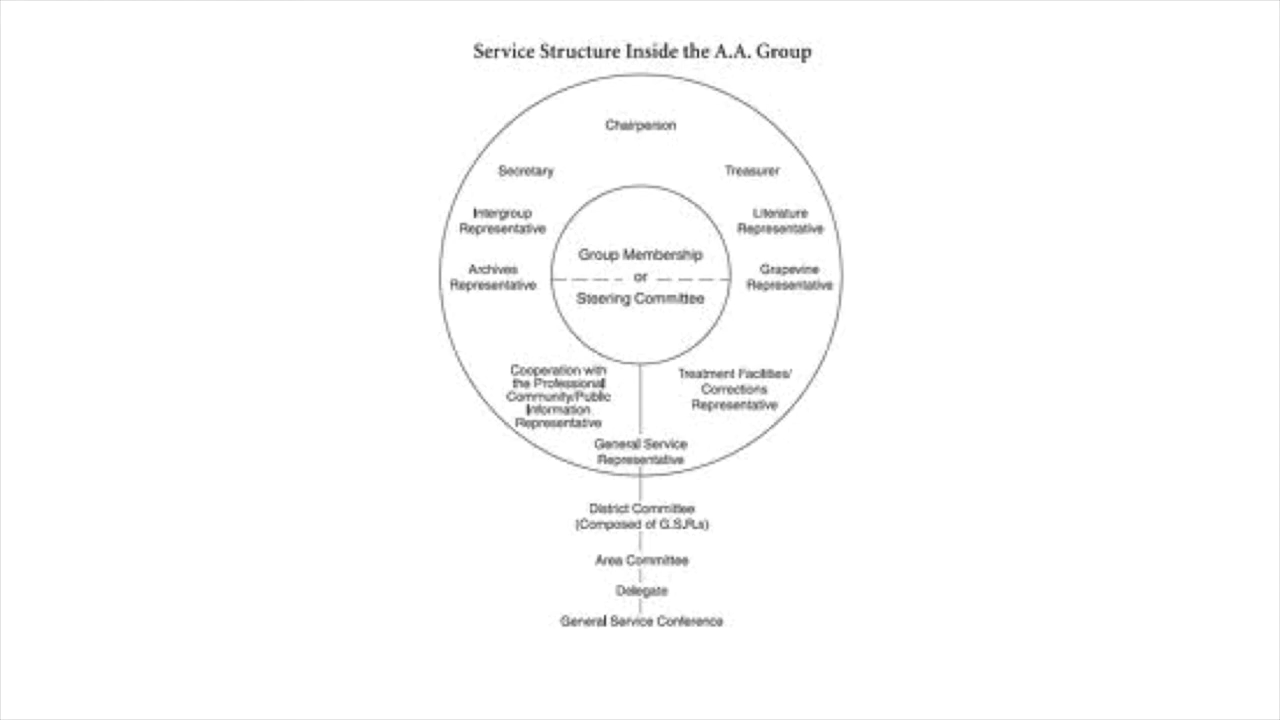 Service Structure Inside the A.A. Group
Chairperson
Secretary
Treasurer
Intergroup
Representative
Literature
Representative
Archives
Representative
Grapevine
Representative
Group Membership
or
Steering Committee
Cooperation with
the Professional
Community/Public
Information
Representative
Treatment Facilities/
Corrections
Representative
General Service
Representative
District Committee
(Composed of G.S.R.s)
Area Committee
Delegate
General Service Conference